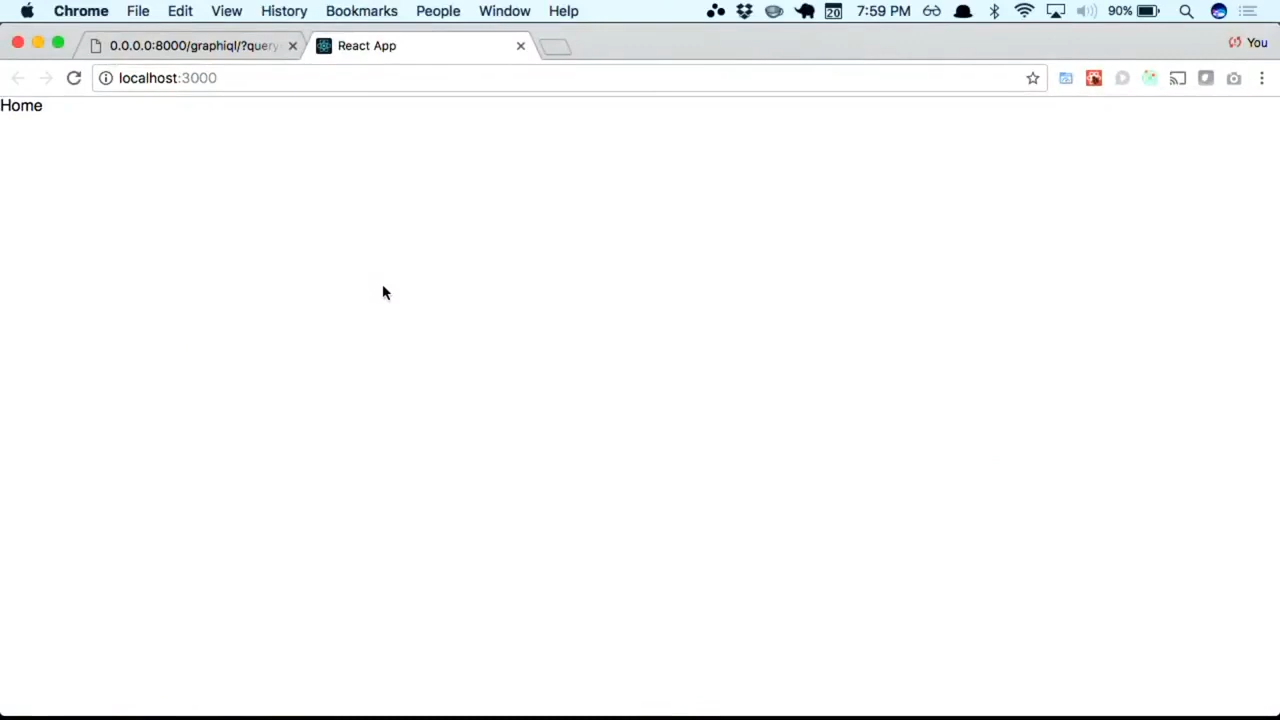 Chrome File Edit View History Bookmarks People Window Help 20 7:59 PM 90%
0.0.0.0:8000/graphiql/?query React App You
localhost:3000
Home